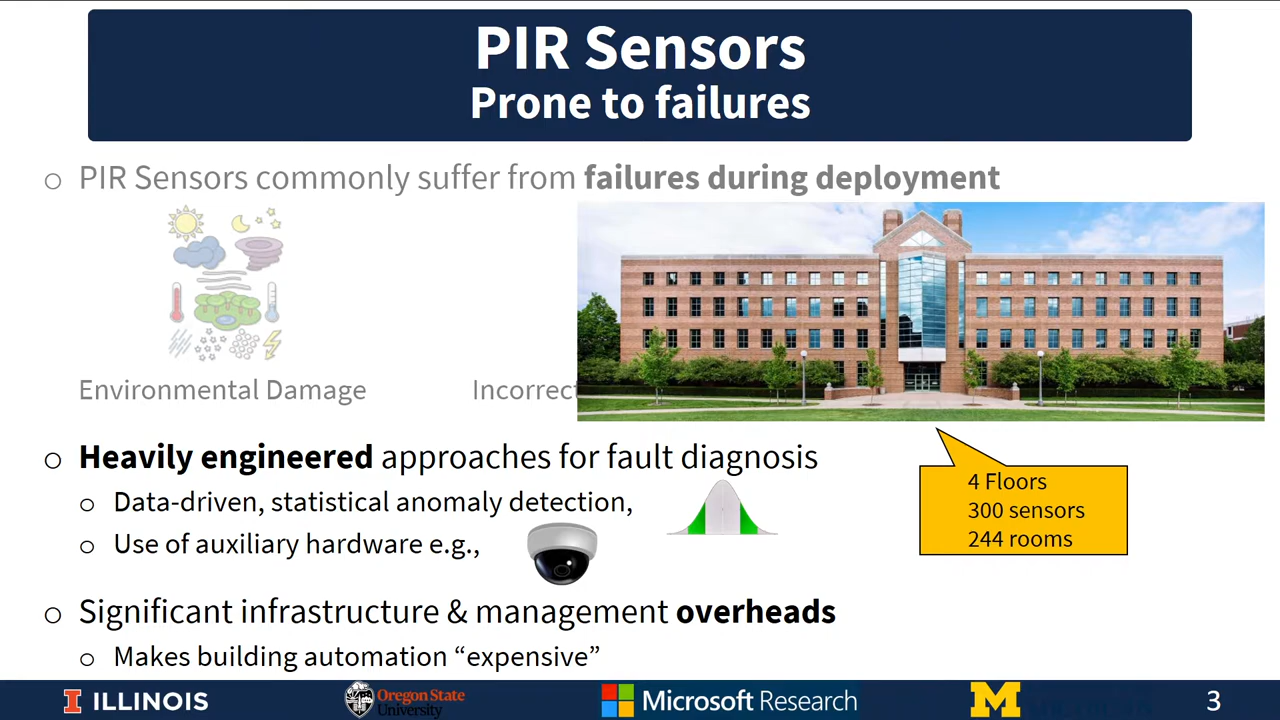 PIR Sensors
Prone to failures
PIR Sensors commonly suffer from failures during deployment
Environmental Damage
Incorrect
Heavily engineered approaches for fault diagnosis
Data-driven, statistical anomaly detection,
Use of auxiliary hardware e.g.,
4 Floors
300 sensors
244 rooms
Significant infrastructure & management overheads
Makes building automation “expensive”
ILLINOIS
Oregon State
University
Microsoft Research
M
3